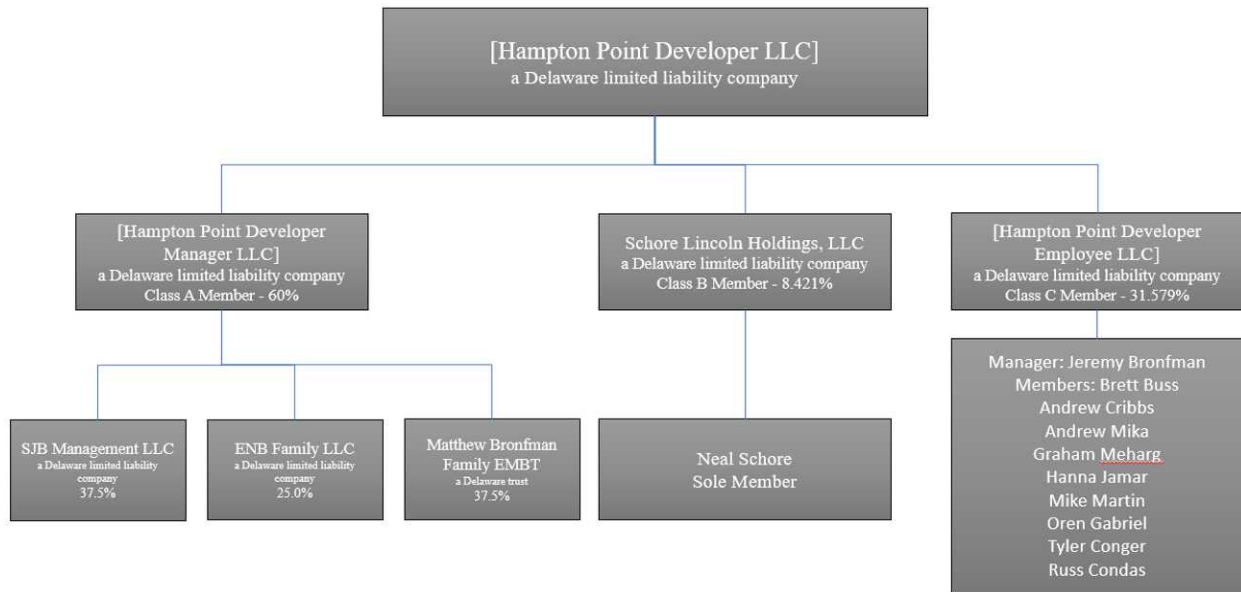 [Hampton Point Developer LLC]
a Delaware limited liability company
[Hampton Point Developer
Manager LLC]
a Delaware limited liability company
Class A Member - 60%
Schore Lincoln Holdings, LLC
a Delaware limited liability company
Class B Member - 8.421%
[Hampton Point Developer
Employee LLC]
a Delaware limited liability company
Class C Member - 31.579%
SJB Management LLC
a Delaware limited liability
company
37.5%
ENB Family LLC
a Delaware limited liability
company
25.0%
Matthew Bronfman
Family EMBT
a Delaware trust
37.5%
Neal Schore
Sole Member
Manager: Jeremy Bronfman
Members: Brett Buss
Andrew Cribbs
Andrew Mika
Graham Meharg
Hanna Jamar
Mike Martin
Oren Gabriel
Tyler Conger
Russ Condas